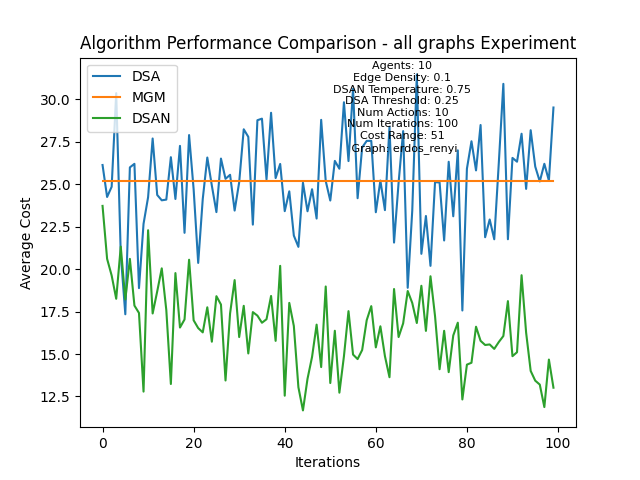 Algorithm Performance Comparison - all graphs Experiment
DSA
MGM
DSAN
Agents: 10
Edge Density: 0.1
DSAN Temperature: 0.75
DSA Threshold: 0.25
Num Actions: 10
Num Iterations: 100
Cost Range: 51
Graph: erdos_renyi
Average Cost
30.0
27.5
25.0
22.5
20.0
17.5
15.0
12.5
0 20 40 60 80 100
Iterations